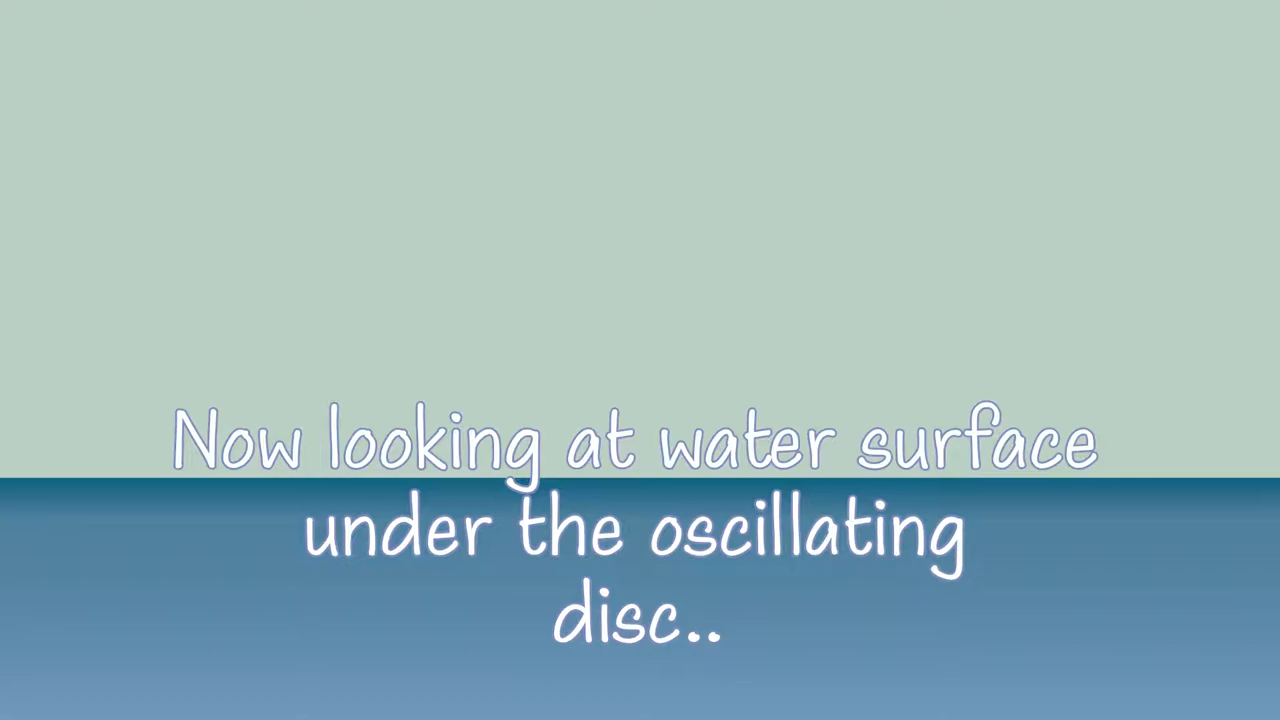 Now looking at water surface
under the oscillating
disc..